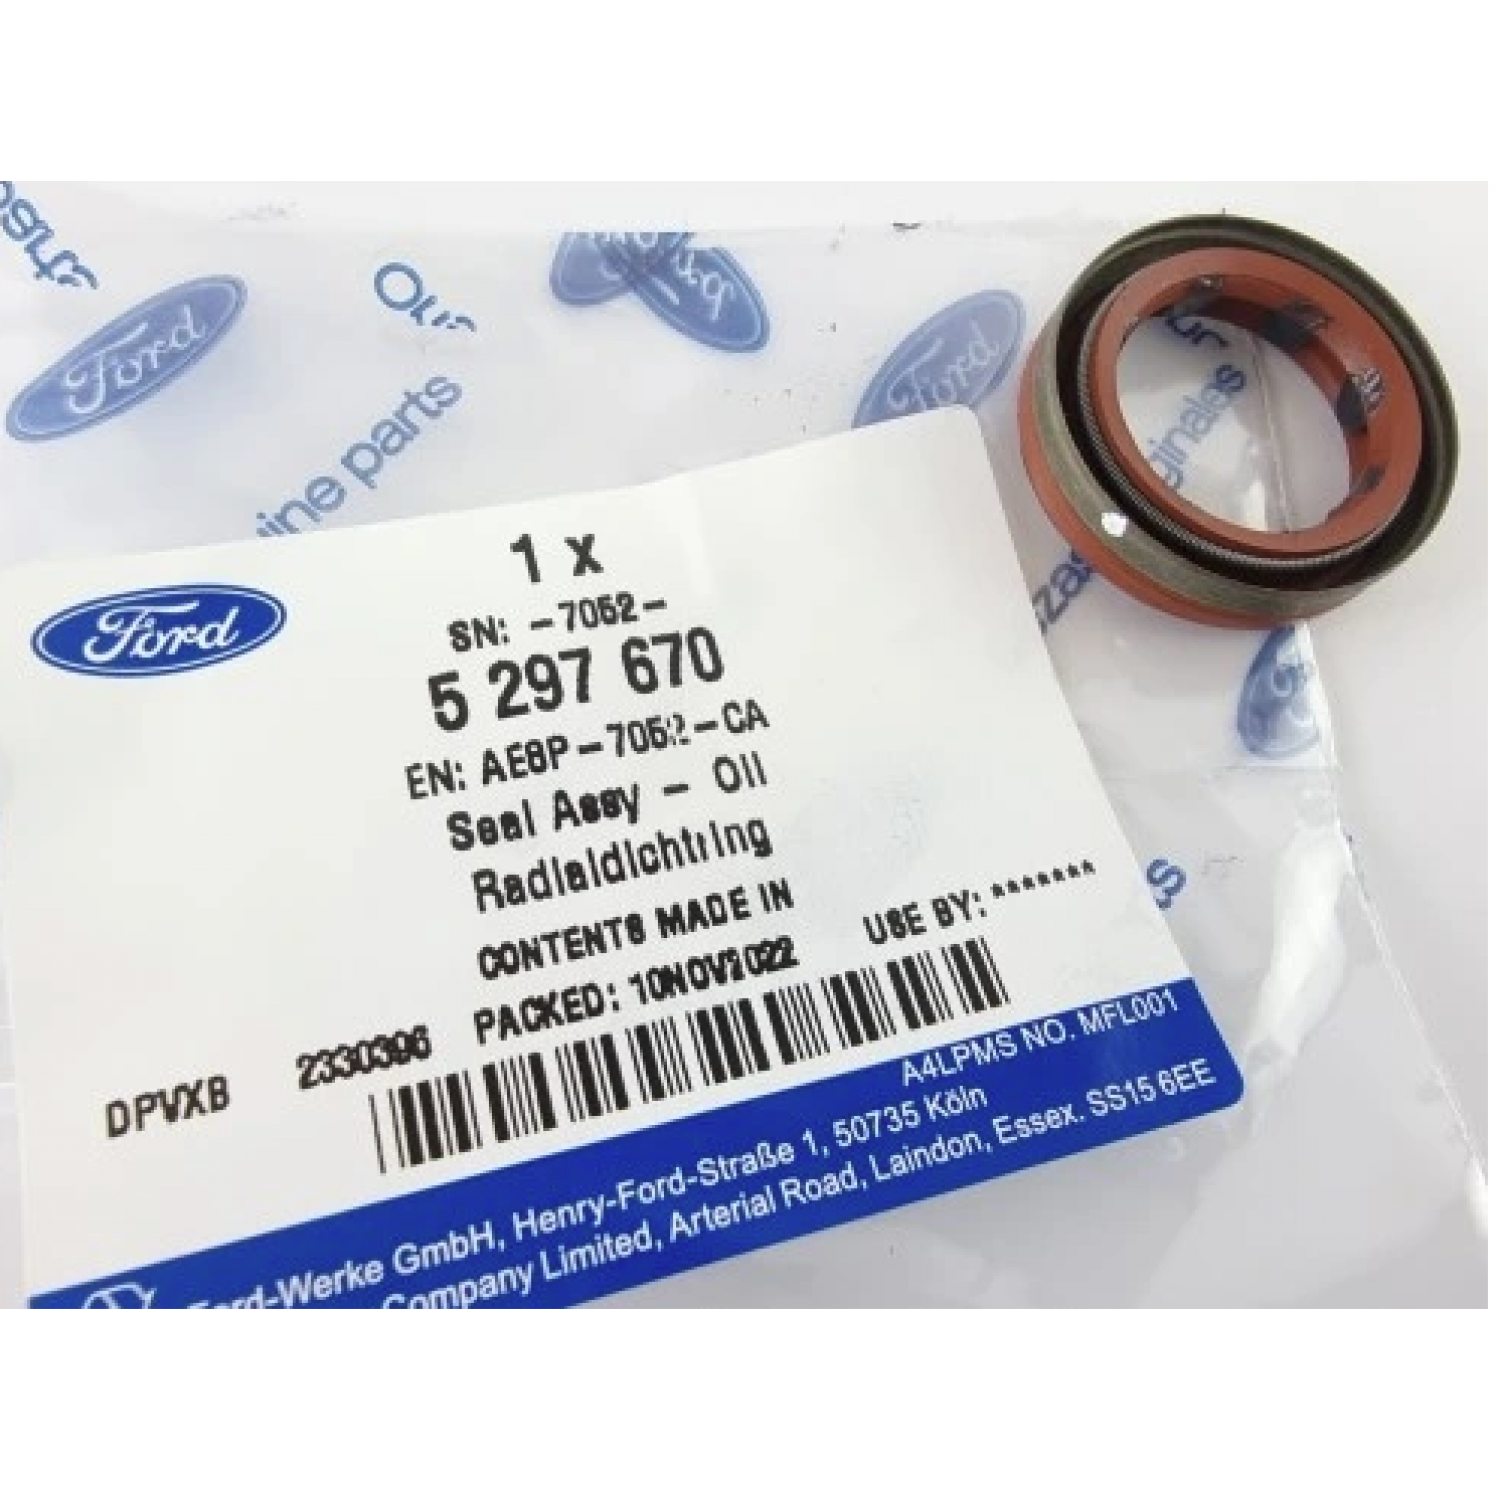 Ford
Ford
Ford
parts
Ford
1 x
SN: -7052-
5 297 670
EN: AE8P-7052-CA
Seal Assy - Oil
Radialdichtring
CONTENTS MADE IN
PACKED: 10NOV2022
USE BY: *******
DPVXB 2330396
A4LPMS NO. MFL001
Ford-Werke GmbH, Henry-Ford-Straße 1, 50735 Köln
Company Limited, Arterial Road, Laindon, Essex. SS15 6EE